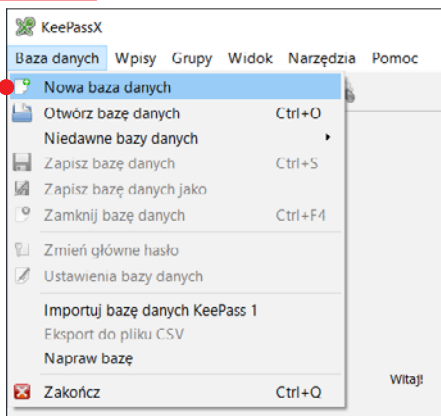 KeePassX
Baza danych Wpisy Grupy Widok Narzędzia Pomoc
Nowa baza danych
Otwórz bazę danych Ctrl+O
Niedawne bazy danych
Zapisz bazę danych Ctrl+S
Zapisz bazę danych jako
Zamknij bazę danych Ctrl+F4
Zmień główne hasło
Ustawienia bazy danych
Importuj bazę danych KeePass 1
Eksport do pliku CSV
Napraw bazę
Zakończ Ctrl+Q
Witaj!